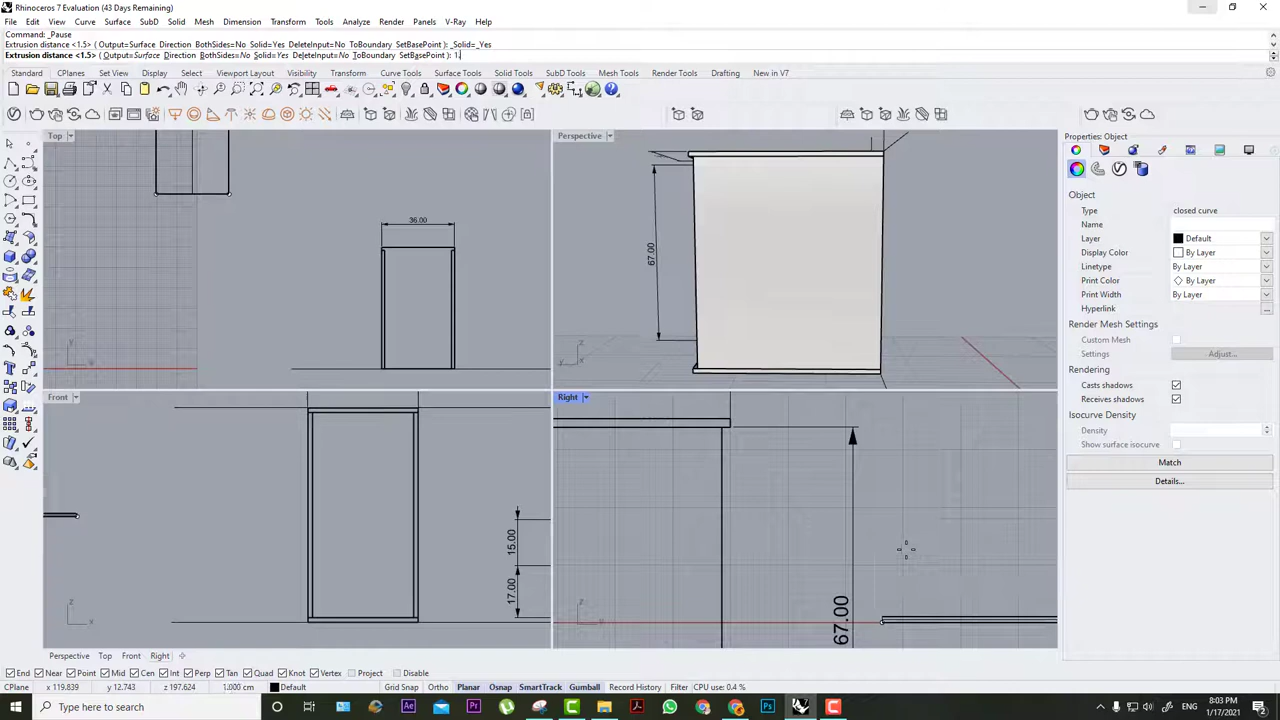 Rhinoceros 7 Evaluation (43 Days Remaining)
File Edit View Curve Surface SubD Solid Mesh Dimension Transform Tools Analyze Render Panels V-Ray Help
Command: _Pause
Extrusion distance <1.5> ( Output=Surface Direction BothSides=No Solid=Yes DeleteInput=No ToBoundary SetBasePoint ): _Solid=_Yes
Extrusion distance <1.5> ( Output=Surface Direction BothSides=No Solid=Yes DeleteInput=No ToBoundary SetBasePoint ): 1.
Standard CPlanes Set View Display Select Viewport Layout Visibility Transform Curve Tools Surface Tools Solid Tools SubD Tools Mesh Tools Render Tools Drafting New in V7
Top
Perspective
Properties: Object
Object
Type closed curve
Name
Layer Default
Display Color By Layer
Linetype By Layer
Print Color By Layer
Print Width By Layer
Hyperlink ...
Render Mesh Settings
Custom Mesh
Settings Adjust...
Rendering
Casts shadows
Receives shadows
Isocurve Density
Density
Show surface isocurve
Match
Details...
36.00
67.00
y x
z y x
Front
Right
15.00
17.00
67.00
z x
z y
Perspective Top Front Right
End Near Point Mid Cen Int Perp Tan Quad Knot Vertex Project Disable
CPlane x 119.839 y 12.743 z 197.624 1.000 cm Default Grid Snap Ortho Planar Osnap SmartTrack Gumball Record History Filter CPU use: 0.4 %
Type here to search
ENG
8:03 PM
1/17/2021